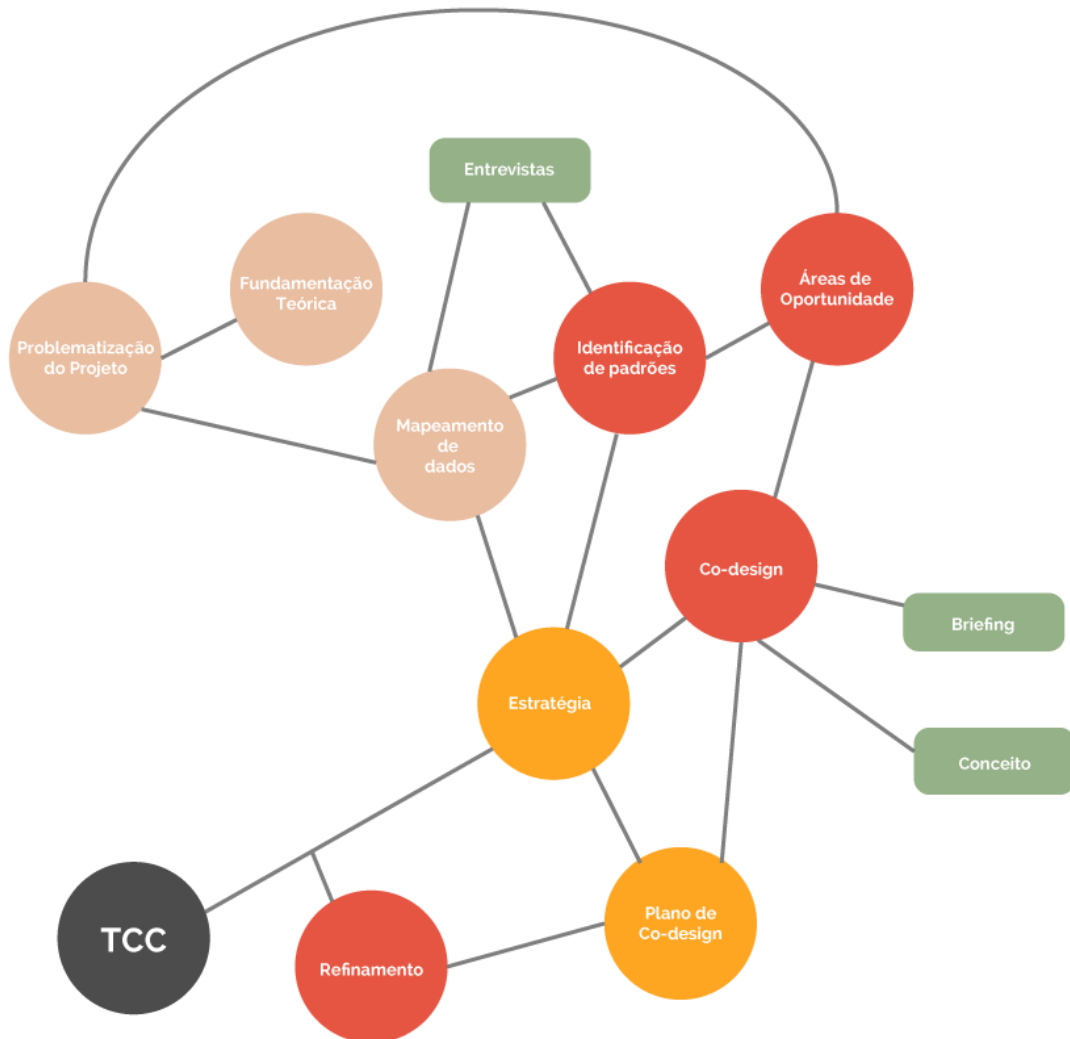 Entrevistas
Fundamentação
Teórica
Áreas de
Oportunidade
Problematização
do Projeto
Identificação
de padrões
Mapeamento
de
dados
Co-design
Briefing
Estratégia
Conceito
TCC
Refinamento
Plano de
Co-design